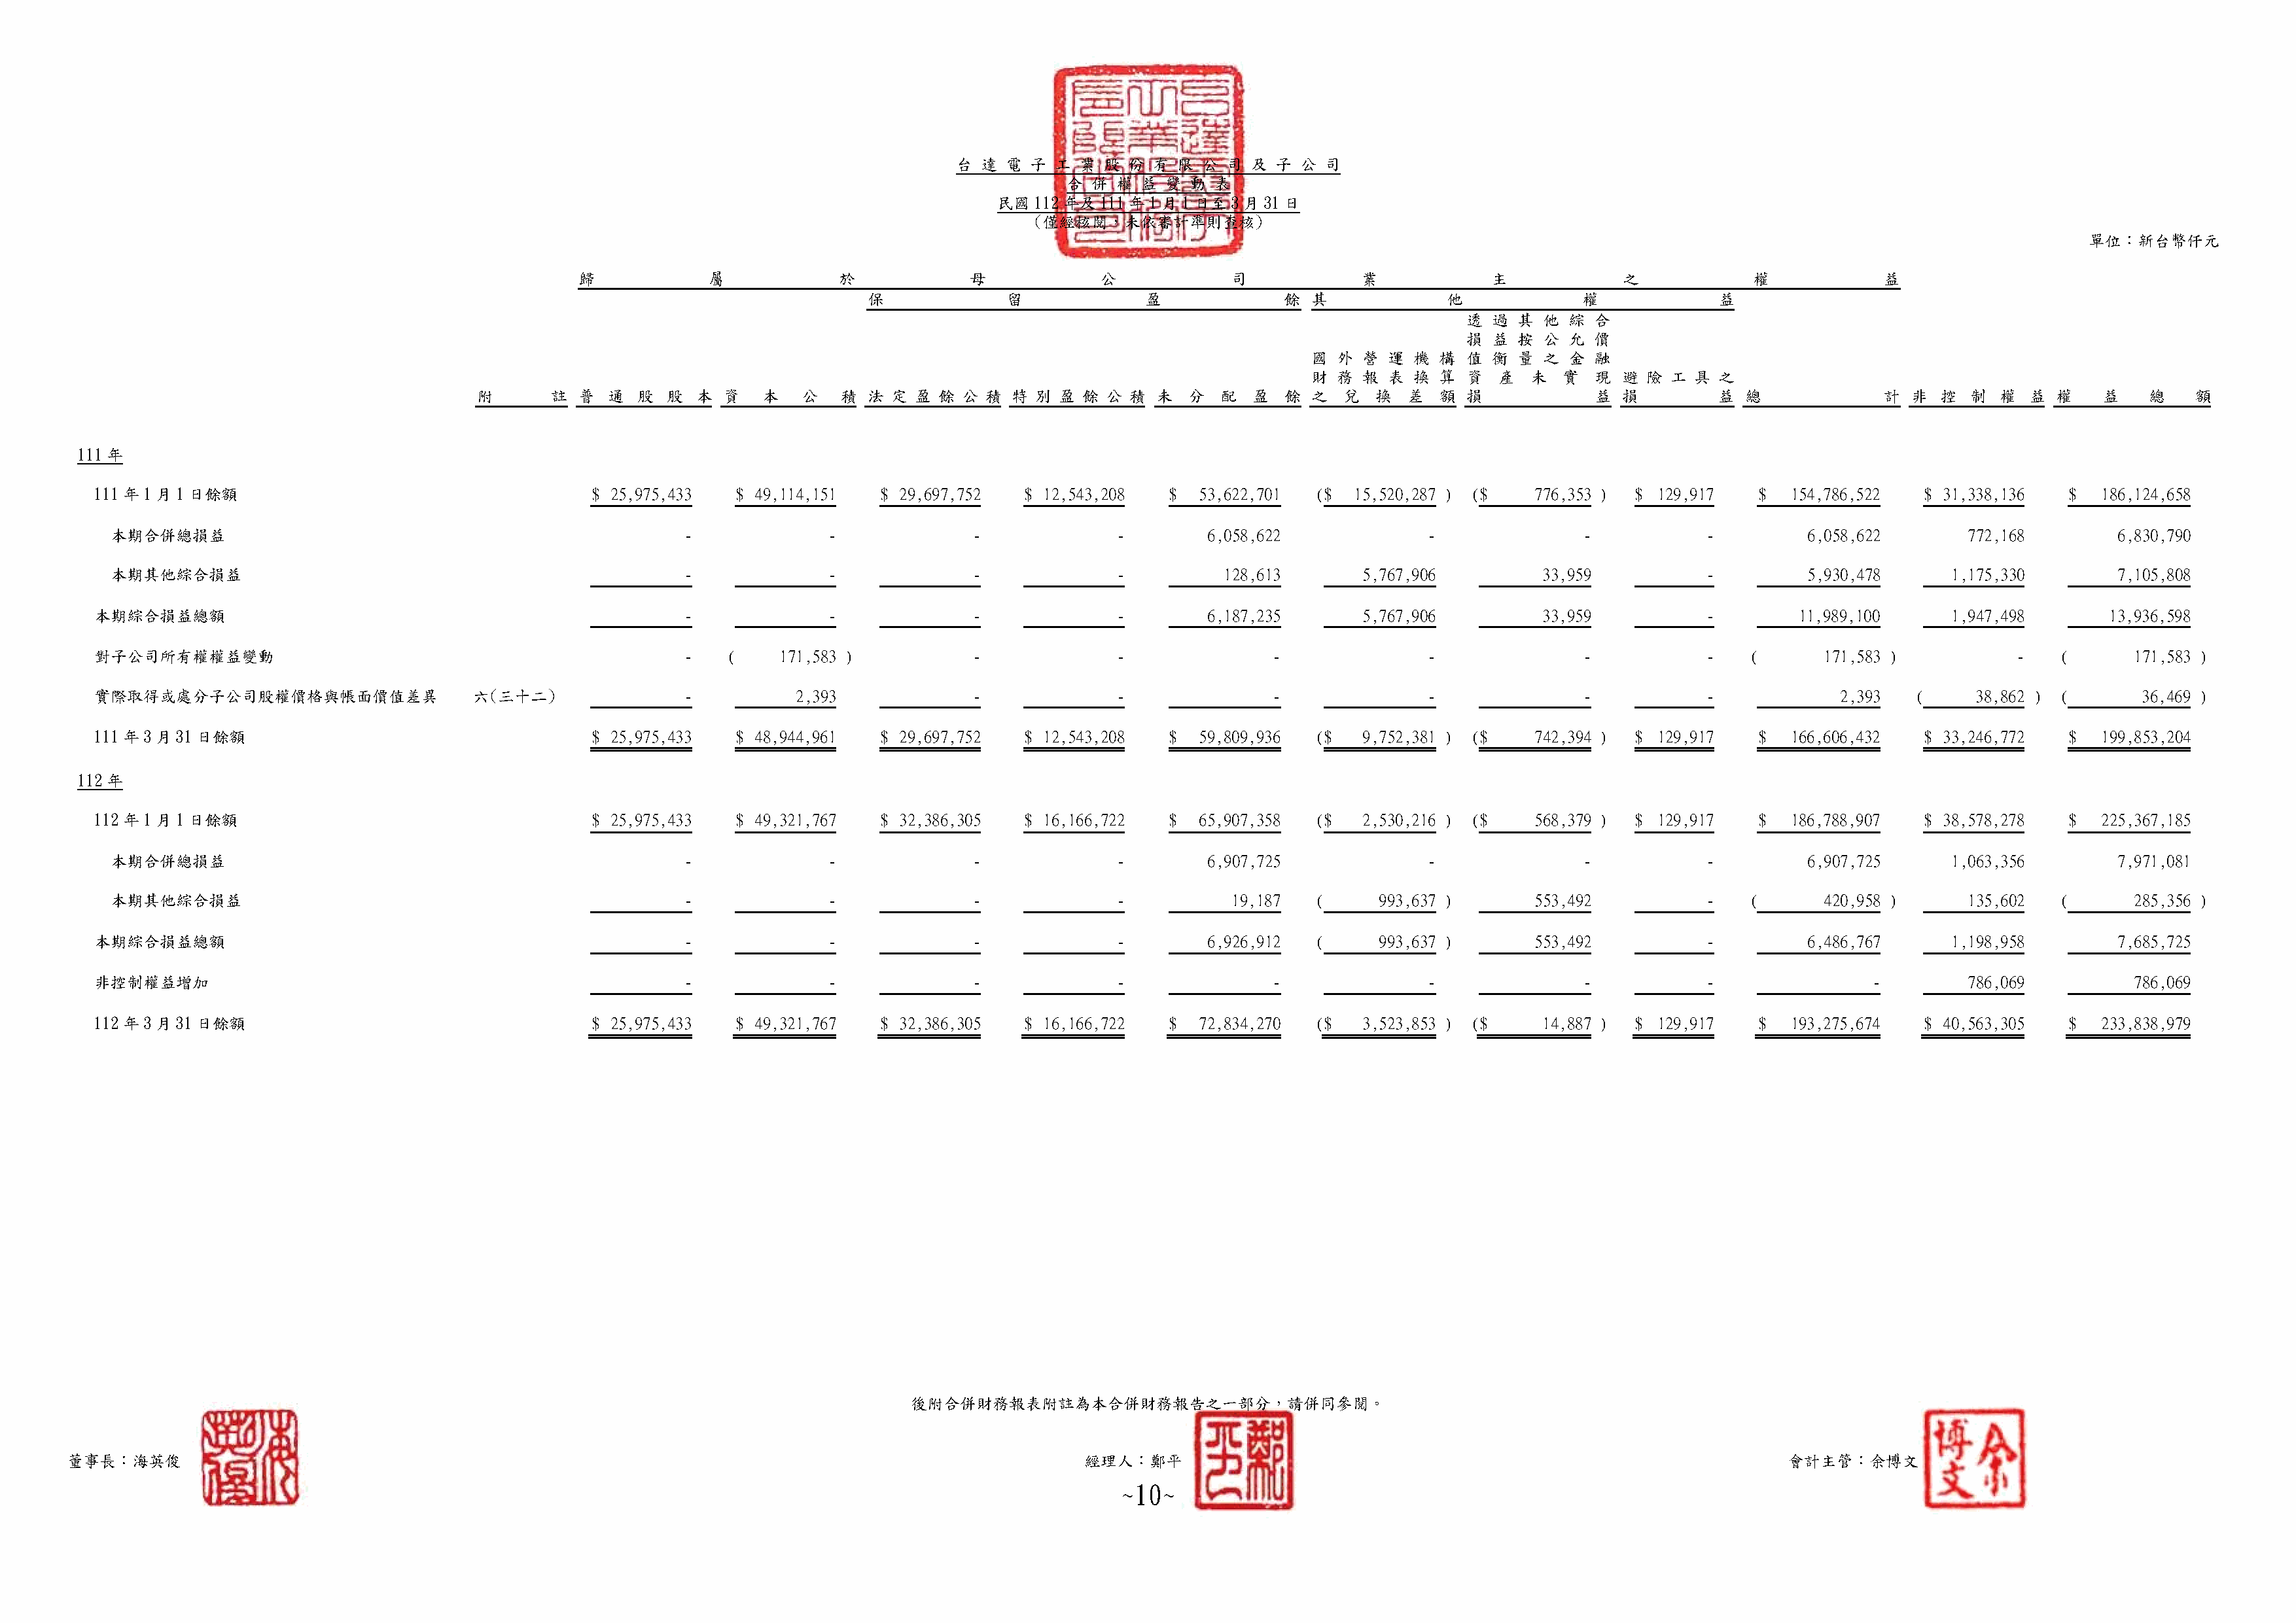 台達電子工業股份有限公司及子公司
合併權益變動表
民國112年及111年1月1日至3月31日
(僅經核閱,未依審計準則查核)
單位:新台幣仟元
歸屬於母公司業主之權益
保留盈餘 其他權益
透過其他綜合
損益按公允價
國外營運機構 值衡量之金融
財務報表換算 資產未實現 避險工具之
附註 普通股股本 資本公積 法定盈餘公積 特別盈餘公積 未分配盈餘 之兌換差額 損益 損益 總計 非控制權益 權益總額
111年
111年1月1日餘額 $ 25,975,433 $ 49,114,151 $ 29,697,752 $ 12,543,208 $ 53,622,701 ($ 15,520,287 ) ($ 776,353 ) $ 129,917 $ 154,786,522 $ 31,338,136 $ 186,124,658
本期合併總損益 - - - - 6,058,622 - - - 6,058,622 772,168 6,830,790
本期其他綜合損益 - - - - 128,613 5,767,906 33,959 - 5,930,478 1,175,330 7,105,808
本期綜合損益總額 - - - - 6,187,235 5,767,906 33,959 - 11,989,100 1,947,498 13,936,598
對子公司所有權權益變動 - ( 171,583 ) - - - - - - ( 171,583 ) - ( 171,583 )
實際取得或處分子公司股權價格與帳面價值差異 六(三十二) - 2,393 - - - - - - 2,393 ( 38,862 ) ( 36,469 )
111年3月31日餘額 $ 25,975,433 $ 48,944,961 $ 29,697,752 $ 12,543,208 $ 59,809,936 ($ 9,752,381 ) ($ 742,394 ) $ 129,917 $ 166,606,432 $ 33,246,772 $ 199,853,204
112年
112年1月1日餘額 $ 25,975,433 $ 49,321,767 $ 32,386,305 $ 16,166,722 $ 65,907,358 ($ 2,530,216 ) ($ 568,379 ) $ 129,917 $ 186,788,907 $ 38,578,278 $ 225,367,185
本期合併總損益 - - - - 6,907,725 - - - 6,907,725 1,063,356 7,971,081
本期其他綜合損益 - - - - 19,187 ( 993,637 ) 553,492 - ( 420,958 ) 135,602 ( 285,356 )
本期綜合損益總額 - - - - 6,926,912 ( 993,637 ) 553,492 - 6,486,767 1,198,958 7,685,725
非控制權益增加 - - - - - - - - - 786,069 786,069
112年3月31日餘額 $ 25,975,433 $ 49,321,767 $ 32,386,305 $ 16,166,722 $ 72,834,270 ($ 3,523,853 ) ($ 14,887 ) $ 129,917 $ 193,275,674 $ 40,563,305 $ 233,838,979
後附合併財務報表附註為本合併財務報告之一部分,請併同參閱。
董事長:海英俊 經理人:鄭平 會計主管:余博文
海英俊 鄭平 余博文
~10~